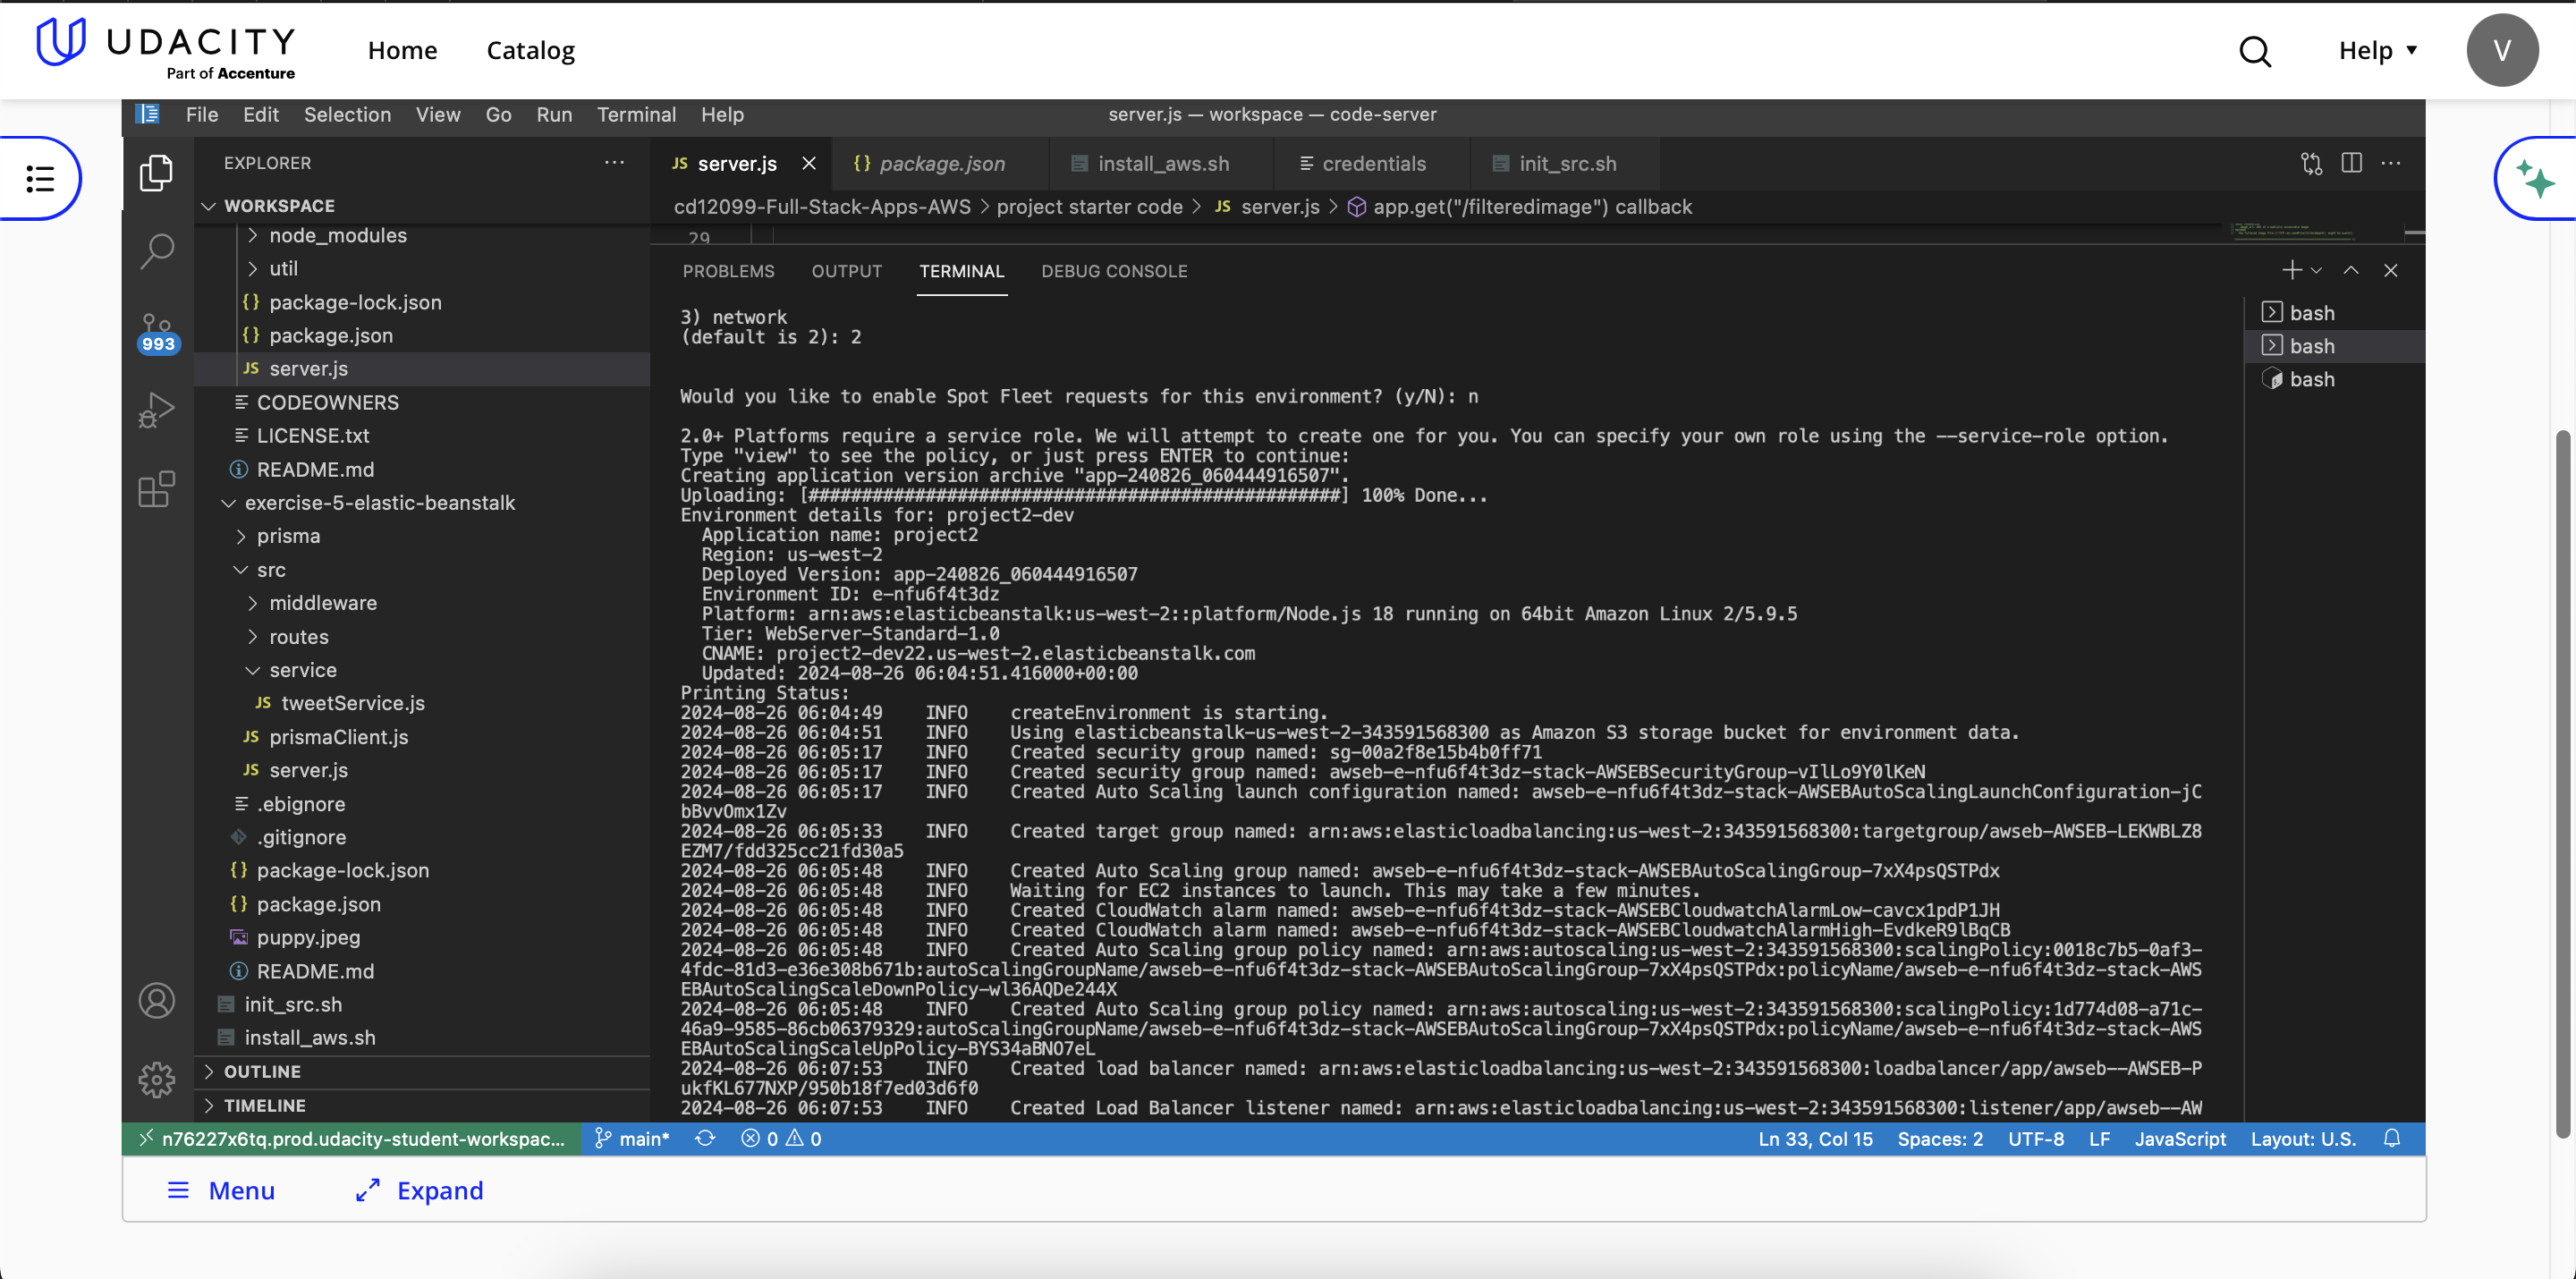 UDACITY
Part of Accenture
Home
Catalog
Help
V
File Edit Selection View Go Run Terminal Help
server.js — workspace — code-server
EXPLORER
server.js
package.json
install_aws.sh
credentials
init_src.sh
WORKSPACE
cd12099-Full-Stack-Apps-AWS > project starter code > JS server.js > app.get("/filteredimage") callback
29
node_modules
util
package-lock.json
package.json
server.js
CODEOWNERS
LICENSE.txt
README.md
exercise-5-elastic-beanstalk
prisma
src
middleware
routes
service
tweetService.js
prismaClient.js
server.js
.ebignore
.gitignore
package-lock.json
package.json
puppy.jpeg
README.md
init_src.sh
install_aws.sh
OUTLINE
TIMELINE
993
PROBLEMS OUTPUT TERMINAL DEBUG CONSOLE
bash
bash
bash
3) network
(default is 2): 2
Would you like to enable Spot Fleet requests for this environment? (y/N): n
2.0+ Platforms require a service role. We will attempt to create one for you. You can specify your own role using the --service-role option.
Type "view" to see the policy, or just press ENTER to continue:
Creating application version archive "app-240826_060444916507".
Uploading: [##################################################] 100% Done...
Environment details for: project2-dev
Application name: project2
Region: us-west-2
Deployed Version: app-240826_060444916507
Environment ID: e-nfu6f4t3dz
Platform: arn:aws:elasticbeanstalk:us-west-2::platform/Node.js 18 running on 64bit Amazon Linux 2/5.9.5
Tier: WebServer-Standard-1.0
CNAME: project2-dev22.us-west-2.elasticbeanstalk.com
Updated: 2024-08-26 06:04:51.416000+00:00
Printing Status:
2024-08-26 06:04:49 INFO createEnvironment is starting.
2024-08-26 06:04:51 INFO Using elasticbeanstalk-us-west-2-343591568300 as Amazon S3 storage bucket for environment data.
2024-08-26 06:05:17 INFO Created security group named: sg-00a2f8e15b4b0ff71
2024-08-26 06:05:17 INFO Created security group named: awseb-e-nfu6f4t3dz-stack-AWSEBSecurityGroup-vIlLo9Y0lKeN
2024-08-26 06:05:17 INFO Created Auto Scaling launch configuration named: awseb-e-nfu6f4t3dz-stack-AWSEBAutoScalingLaunchConfiguration-jC
bBvvOmx1Zv
2024-08-26 06:05:33 INFO Created target group named: arn:aws:elasticloadbalancing:us-west-2:343591568300:targetgroup/awseb-AWSEB-LEKWBLZ8
EZM7/fdd325cc21fd30a5
2024-08-26 06:05:48 INFO Created Auto Scaling group named: awseb-e-nfu6f4t3dz-stack-AWSEBAutoScalingGroup-7xX4psQSTPdx
2024-08-26 06:05:48 INFO Waiting for EC2 instances to launch. This may take a few minutes.
2024-08-26 06:05:48 INFO Created CloudWatch alarm named: awseb-e-nfu6f4t3dz-stack-AWSEBCloudwatchAlarmLow-cavcx1pdP1JH
2024-08-26 06:05:48 INFO Created CloudWatch alarm named: awseb-e-nfu6f4t3dz-stack-AWSEBCloudwatchAlarmHigh-EvdkeR9lBqCB
2024-08-26 06:05:48 INFO Created Auto Scaling group policy named: arn:aws:autoscaling:us-west-2:343591568300:scalingPolicy:0018c7b5-0af3-
4fdc-81d3-e36e308b671b:autoScalingGroupName/awseb-e-nfu6f4t3dz-stack-AWSEBAutoScalingGroup-7xX4psQSTPdx:policyName/awseb-e-nfu6f4t3dz-stack-AWS
EBAutoScalingScaleDownPolicy-wl36AQDe244X
2024-08-26 06:05:48 INFO Created Auto Scaling group policy named: arn:aws:autoscaling:us-west-2:343591568300:scalingPolicy:1d774d08-a71c-
46a9-9585-86cb06379329:autoScalingGroupName/awseb-e-nfu6f4t3dz-stack-AWSEBAutoScalingGroup-7xX4psQSTPdx:policyName/awseb-e-nfu6f4t3dz-stack-AWS
EBAutoScalingScaleUpPolicy-BYS34aBNO7eL
2024-08-26 06:07:53 INFO Created load balancer named: arn:aws:elasticloadbalancing:us-west-2:343591568300:loadbalancer/app/awseb--AWSEB-P
ukfKL677NXP/950b18f7ed03d6f0
2024-08-26 06:07:53 INFO Created Load Balancer listener named: arn:aws:elasticloadbalancing:us-west-2:343591568300:listener/app/awseb--AW
n76227x6tq.prod.udacity-student-workspac...
main*
0 0
Ln 33, Col 15 Spaces: 2 UTF-8 LF JavaScript Layout: U.S.
Menu
Expand